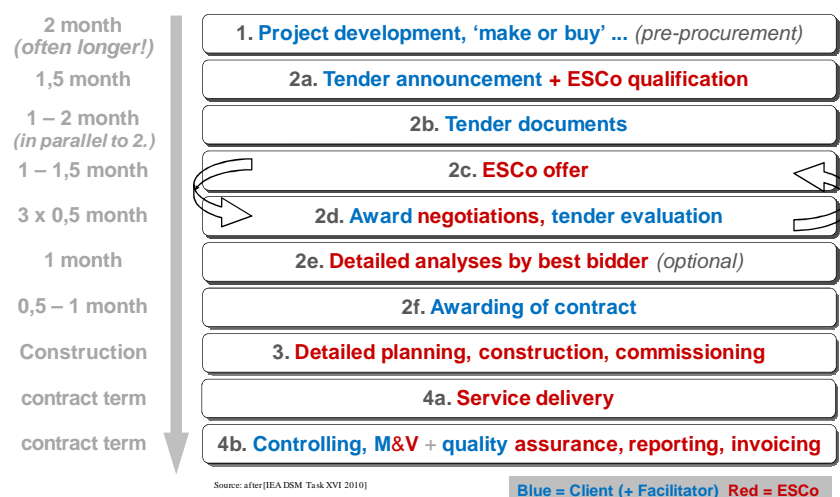 2 month
(often longer!)
1. Project development, ‘make or buy’ ... (pre-procurement)
1,5 month
2a. Tender announcement + ESCo qualification
1 – 2 month
(in parallel to 2.)
2b. Tender documents
1 – 1,5 month
2c. ESCo offer
3 x 0,5 month
2d. Award negotiations, tender evaluation
1 month
2e. Detailed analyses by best bidder (optional)
0,5 – 1 month
2f. Awarding of contract
Construction
3. Detailed planning, construction, commissioning
contract term
4a. Service delivery
contract term
4b. Controlling, M&V + quality assurance, reporting, invoicing
Source: after[IEA DSM Task XVI 2010]
Blue = Client (+ Facilitator) Red = ESCo